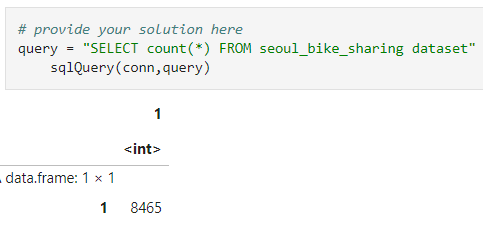 # provide your solution here
query = "SELECT count(*) FROM seoul_bike_sharing dataset"
sqlQuery(conn,query)
1
<int>
data.frame: 1 × 1
1 8465